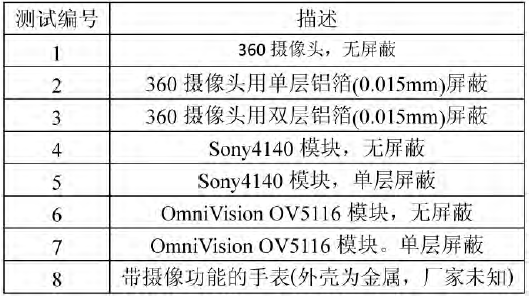 测试编号 描述
1 360 摄像头，无屏蔽
2 360 摄像头用单层铝箔(0.015mm)屏蔽
3 360 摄像头用双层铝箔(0.015mm)屏蔽
4 Sony4140 模块，无屏蔽
5 Sony4140 模块，单层屏蔽
6 OmniVision OV5116 模块，无屏蔽
7 OmniVision OV5116 模块。单层屏蔽
8 带摄像功能的手表(外壳为金属，厂家未知)